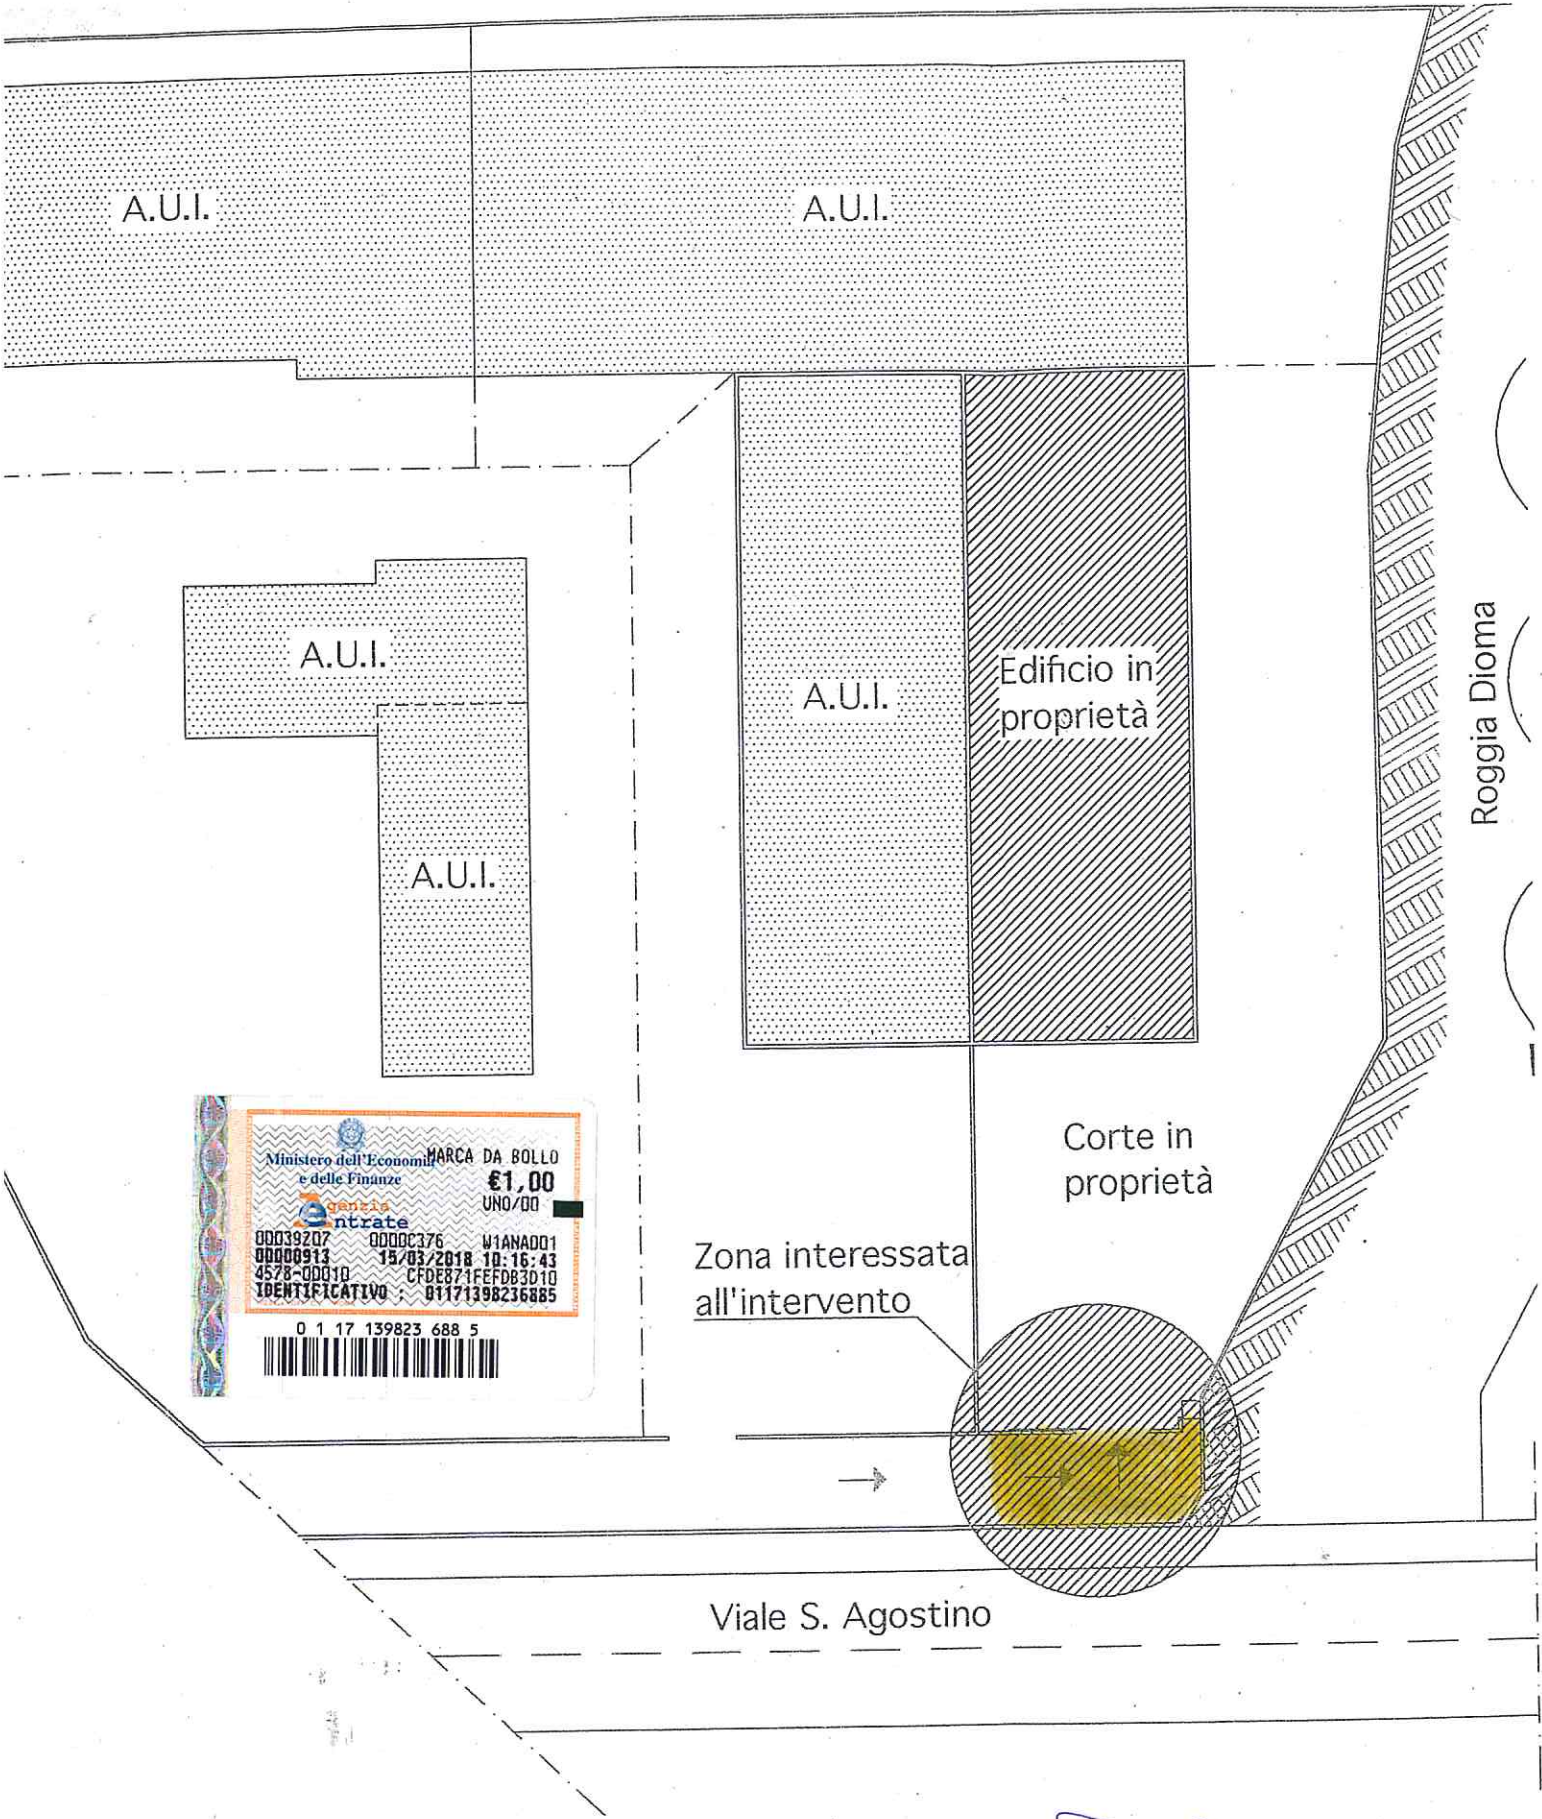 A.U.I.
A.U.I.
A.U.I.
A.U.I.
Edificio in
proprietà
A.U.I.
Roggia Dioma
Corte in
proprietà
Ministero dell'Economia
e delle Finanze
MARCA DA BOLLO
€1,00
UNO/00
Agenzia
entrate
00039207 0000C376 W1ANA001
00000913 15/03/2018 10:16:43
4578-00010 CFDE871FEFDB3D10
IDENTIFICATIVO : 01171398236885
0 1 17 139823 688 5
Zona interessata
all'intervento
Viale S. Agostino